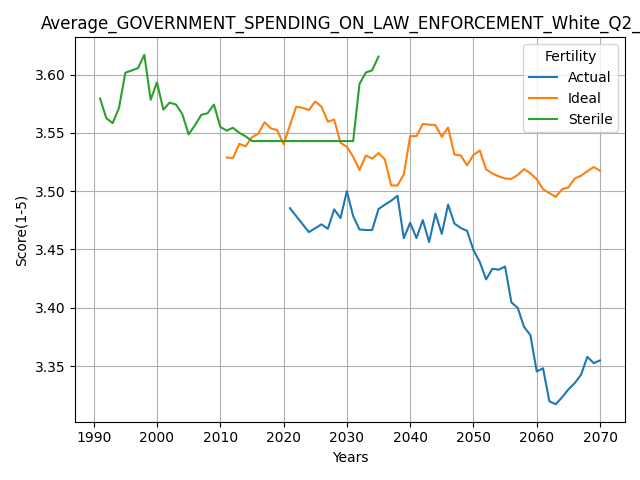 Average_GOVERNMENT_SPENDING_ON_LAW_ENFORCEMENT_White_Q2_
Fertility
Actual
Ideal
Sterile
Score(1-5)
3.60
3.55
3.50
3.45
3.40
3.35
1990 2000 2010 2020 2030 2040 2050 2060 2070
Years